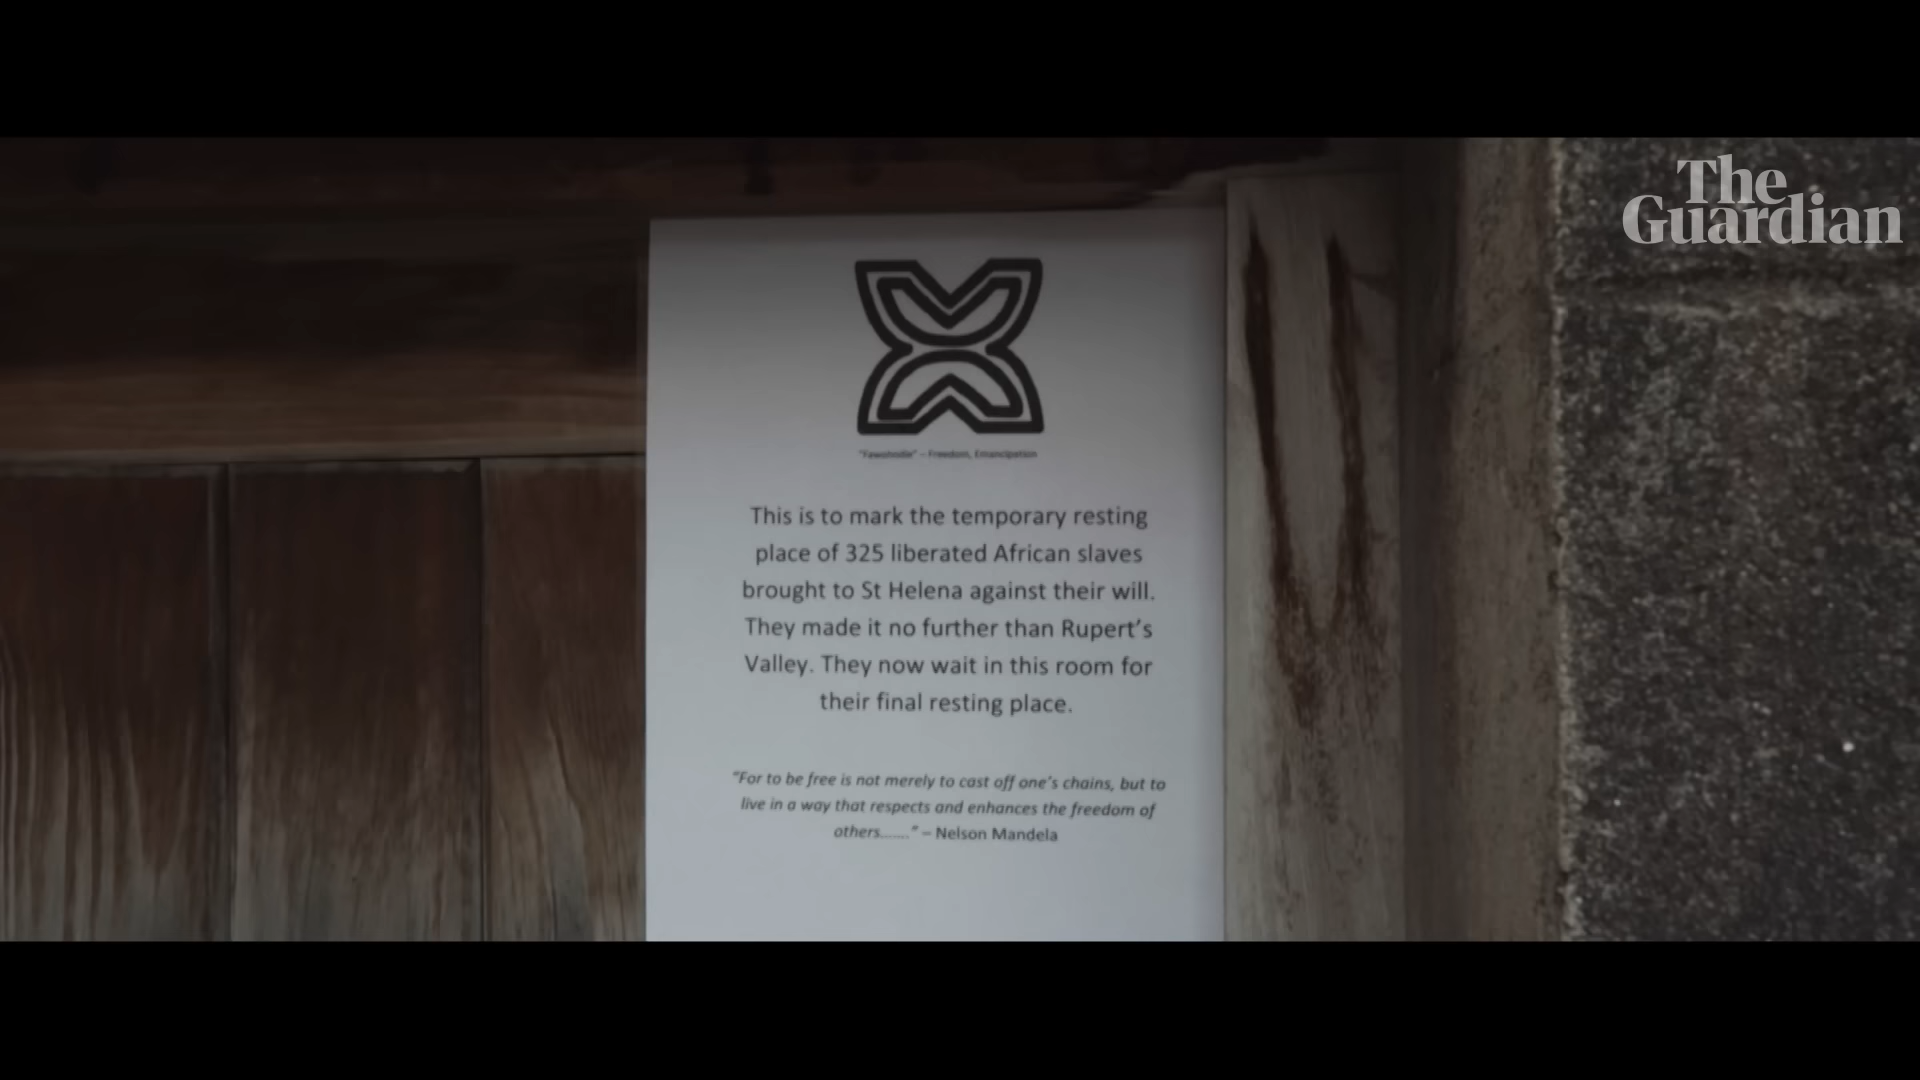 The
Guardian
"Fawohodie" – Freedom, Emancipation
This is to mark the temporary resting
place of 325 liberated African slaves
brought to St Helena against their will.
They made it no further than Rupert's
Valley. They now wait in this room for
their final resting place.
"For to be free is not merely to cast off one's chains, but to
live in a way that respects and enhances the freedom of
others......." – Nelson Mandela